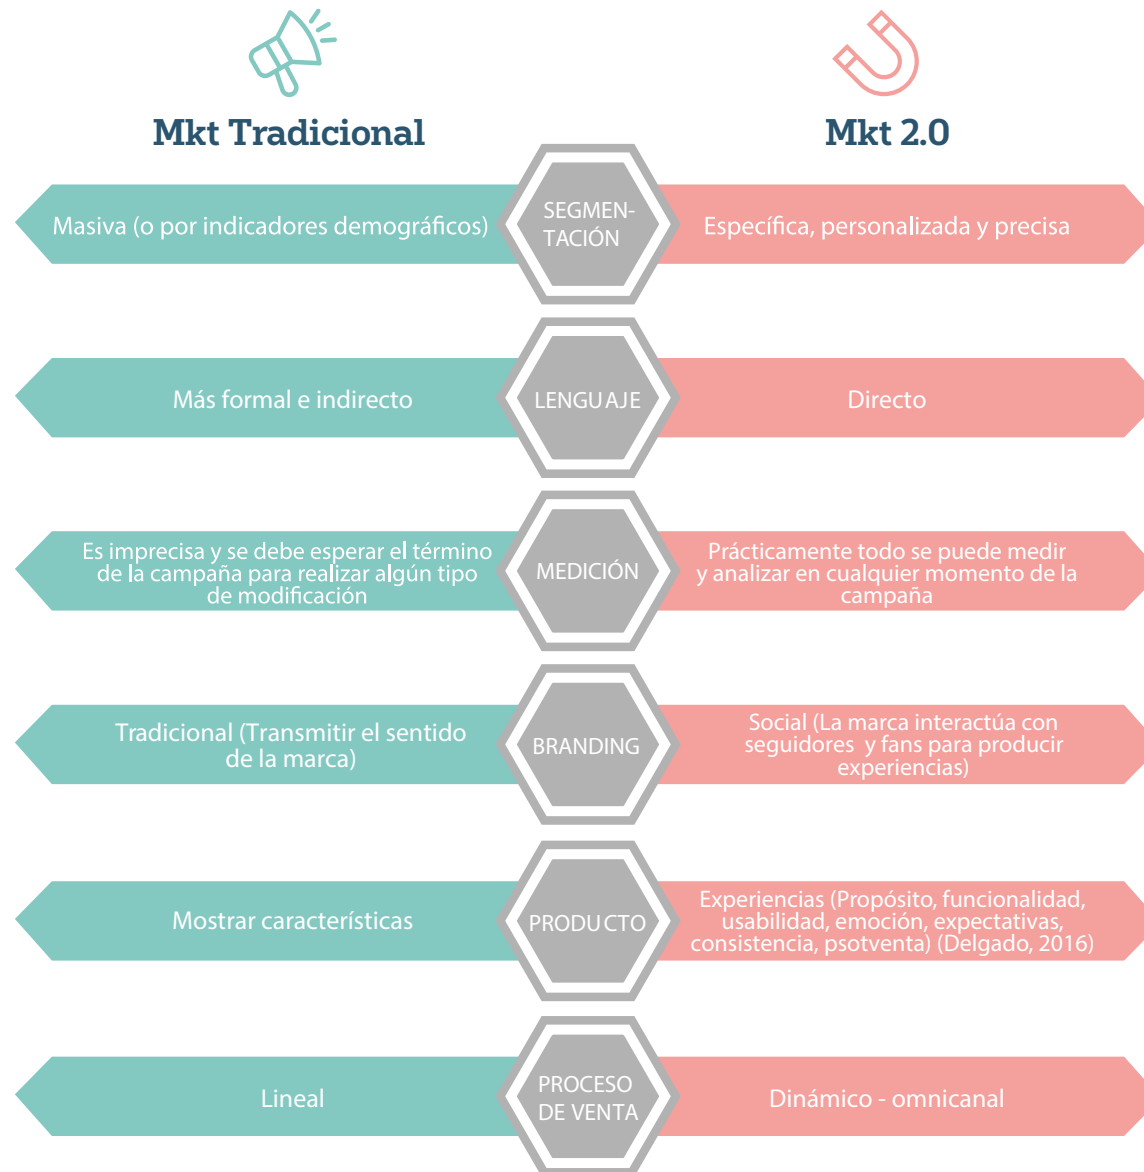 Mkt Tradicional
Mkt 2.0
Masiva (o por indicadores demográficos)
SEGMEN-
TACIÓN
Específica, personalizada y precisa
Más formal e indirecto
LENGUAJE
Directo
Es imprecisa y se debe esperar el término
de la campaña para realizar algún tipo
de modificación
MEDICIÓN
Prácticamente todo se puede medir
y analizar en cualquier momento de la
campaña
Tradicional (Transmitir el sentido
de la marca)
BRANDING
Social (La marca interactúa con
seguidores y fans para producir
experiencias)
Mostrar características
PRODUCTO
Experiencias (Propósito, funcionalidad,
usabilidad, emoción, expectativas,
consistencia, psotventa) (Delgado, 2016)
Lineal
PROCESO
DE VENTA
Dinámico - omnicanal